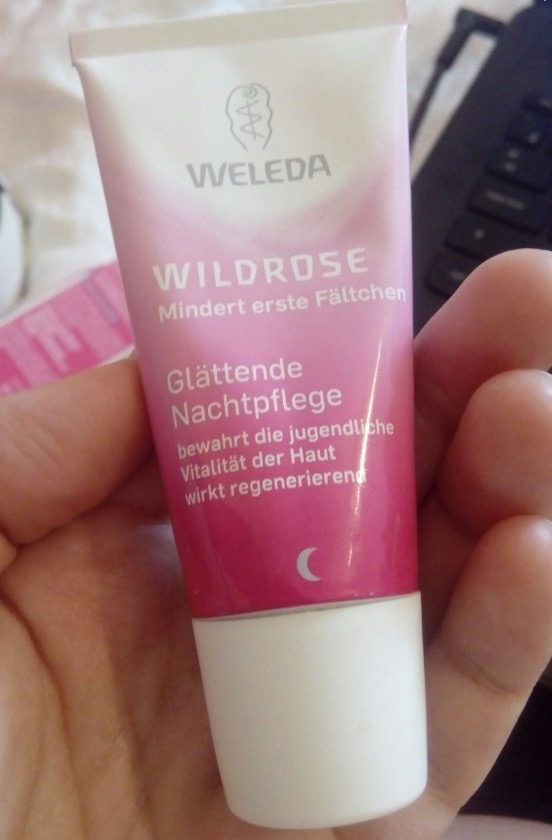 WELEDA
WILDROSE
Mindert erste Fältchen
Glättende
Nachtpflege
bewahrt die jugendliche
Vitalität der Haut
wirkt regenerierend